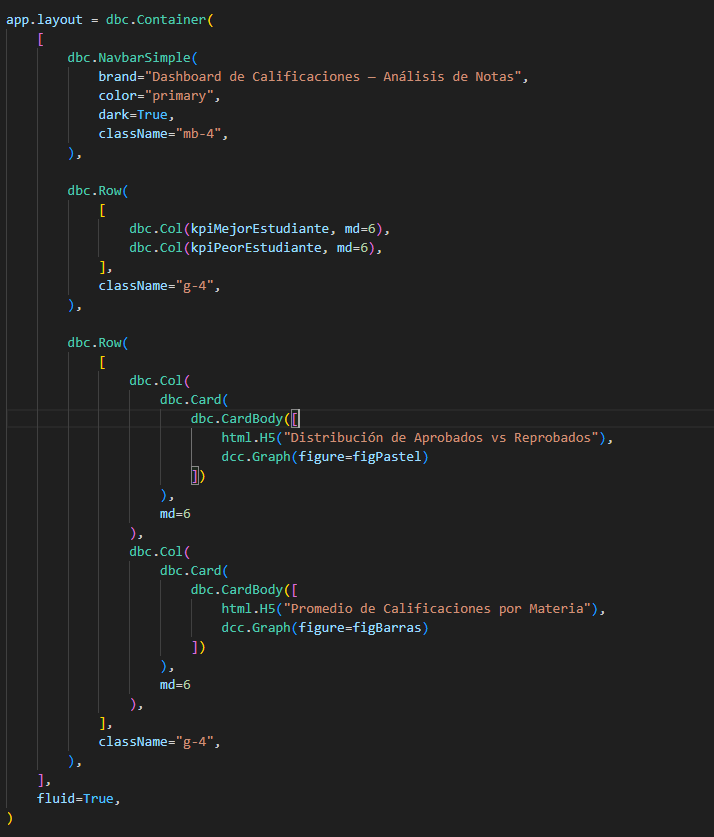 app.layout = dbc.Container(
    [
        dbc.NavbarSimple(
            brand="Dashboard de Calificaciones — Análisis de Notas",
            color="primary",
            dark=True,
            className="mb-4",
        ),

        dbc.Row(
            [
                dbc.Col(kpiMejorEstudiante, md=6),
                dbc.Col(kpiPeorEstudiante, md=6),
            ],
            className="g-4",
        ),

        dbc.Row(
            [
                dbc.Col(
                    dbc.Card(
                        dbc.CardBody([
                            html.H5("Distribución de Aprobados vs Reprobados"),
                            dcc.Graph(figure=figPastel)
                        ])
                    ),
                    md=6
                ),
                dbc.Col(
                    dbc.Card(
                        dbc.CardBody([
                            html.H5("Promedio de Calificaciones por Materia"),
                            dcc.Graph(figure=figBarras)
                        ])
                    ),
                    md=6
                ),
            ],
            className="g-4",
        ),
    ],
    fluid=True,
)